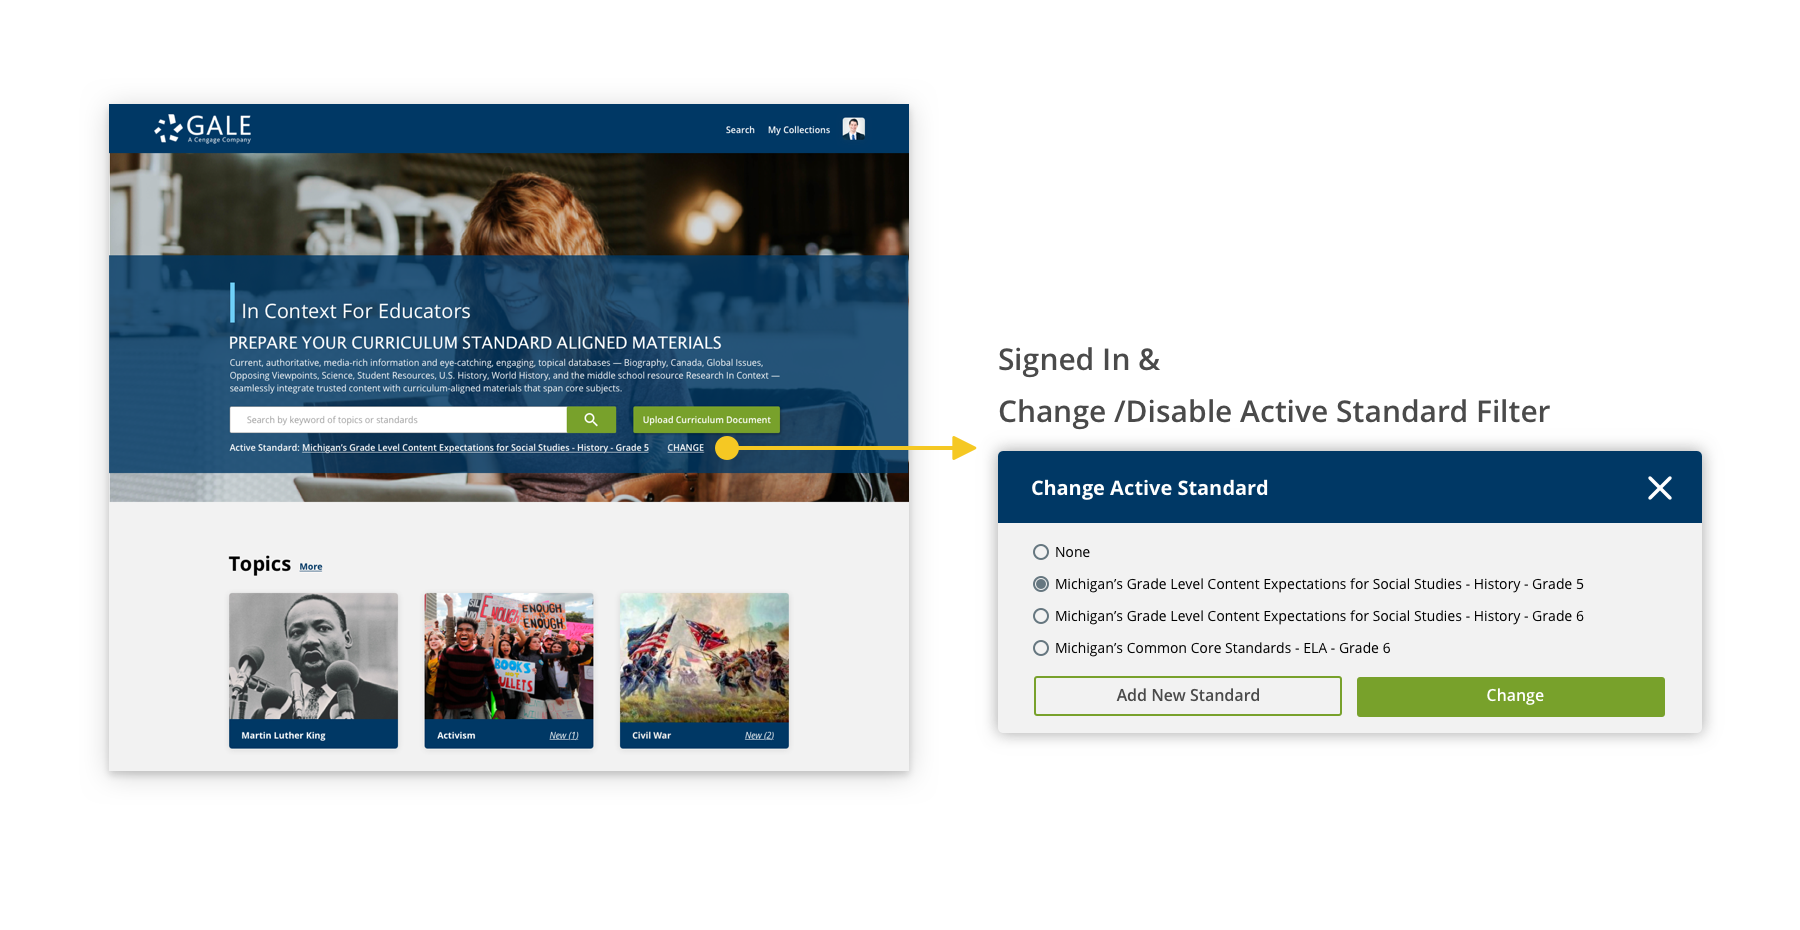 GALE
A Cengage Company
Search
My Collections
In Context For Educators
PREPARE YOUR CURRICULUM STANDARD ALIGNED MATERIALS
Current, authoritative, media-rich information and eye-catching, engaging, topical databases — Biography, Canada, Global Issues,
Opposing Viewpoints, Science, Student Resources, U.S. History, World History, and the middle school resource Research In Context —
seamlessly integrate trusted content with curriculum-aligned materials that span core subjects.
Search by keyword of topics or standards
Upload Curriculum Document
Active Standard: Michigan's Grade Level Content Expectations for Social Studies - History - Grade 5
CHANGE
Topics
More
ENOUGH
ENOUGH
IS
ENOUGH
BOOKS
BULLETS
Martin Luther King
Activism
New (1)
Civil War
New (2)
Signed In &
Change /Disable Active Standard Filter
Change Active Standard
None
Michigan's Grade Level Content Expectations for Social Studies - History - Grade 5
Michigan's Grade Level Content Expectations for Social Studies - History - Grade 6
Michigan's Common Core Standards - ELA - Grade 6
Add New Standard
Change